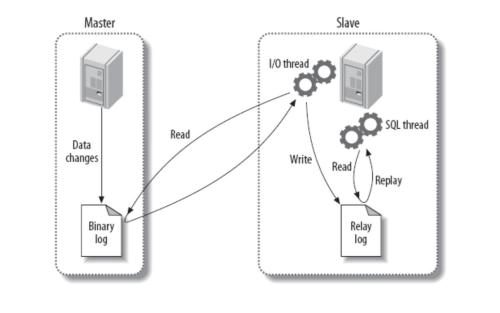 Master
Slave
I/O thread
SQL thread
Data
changes
Read
Write
Read
Replay
Binary
log
Relay
log